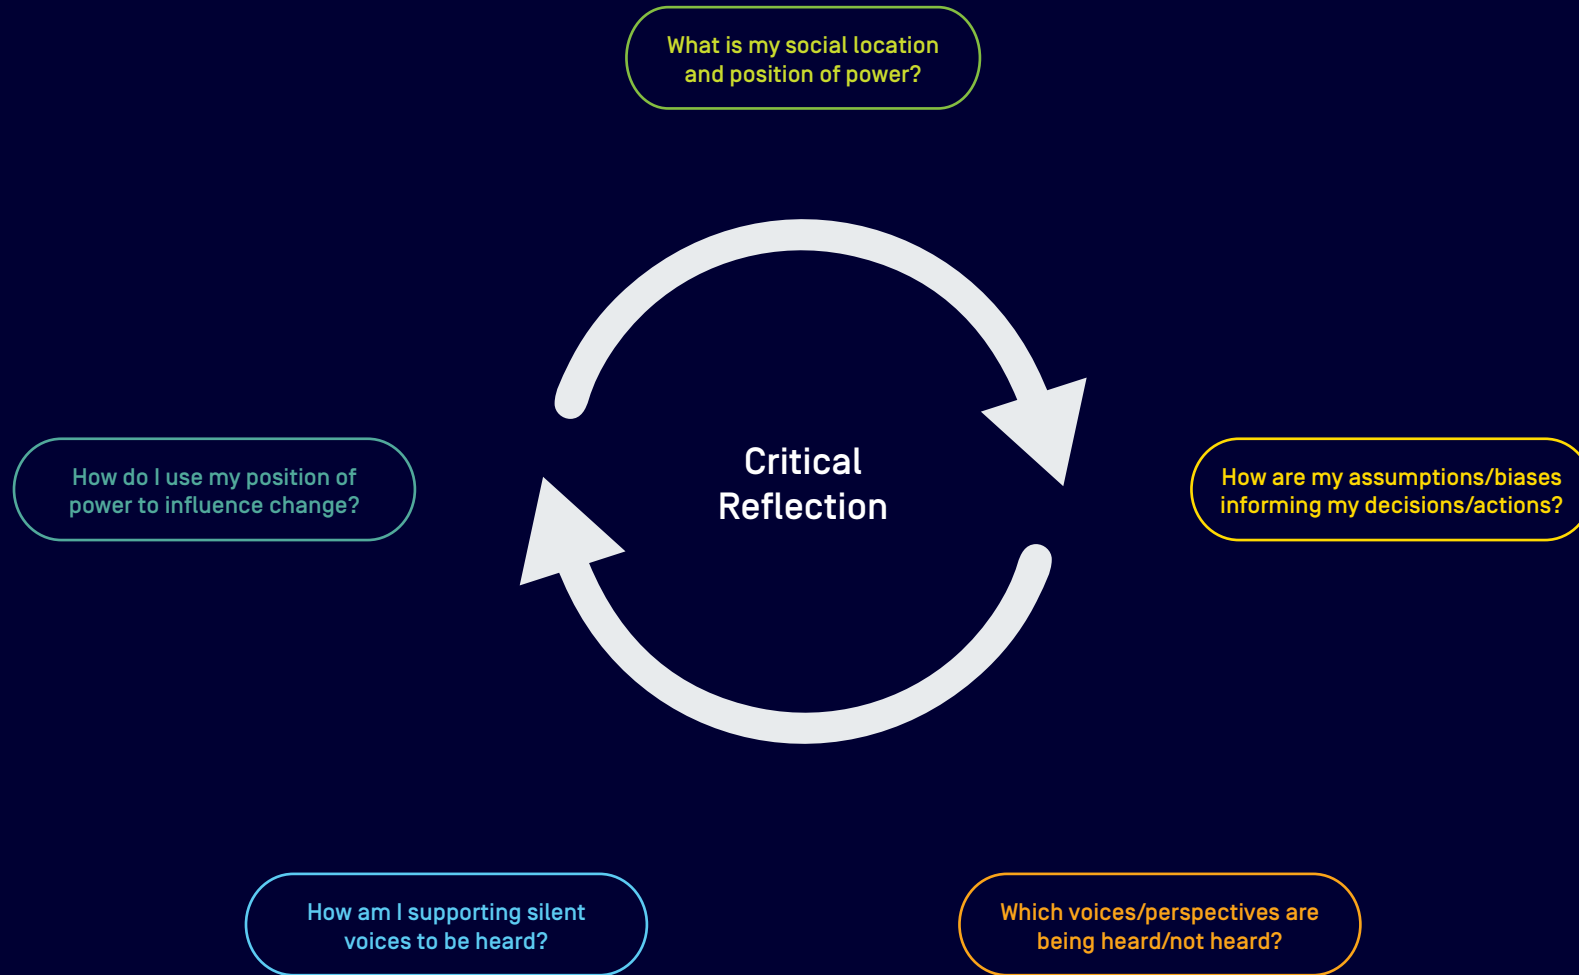 What is my social location
and position of power?
Critical
Reflection
How do I use my position of
power to influence change?
How are my assumptions/biases
informing my decisions/actions?
How am I supporting silent
voices to be heard?
Which voices/perspectives are
being heard/not heard?